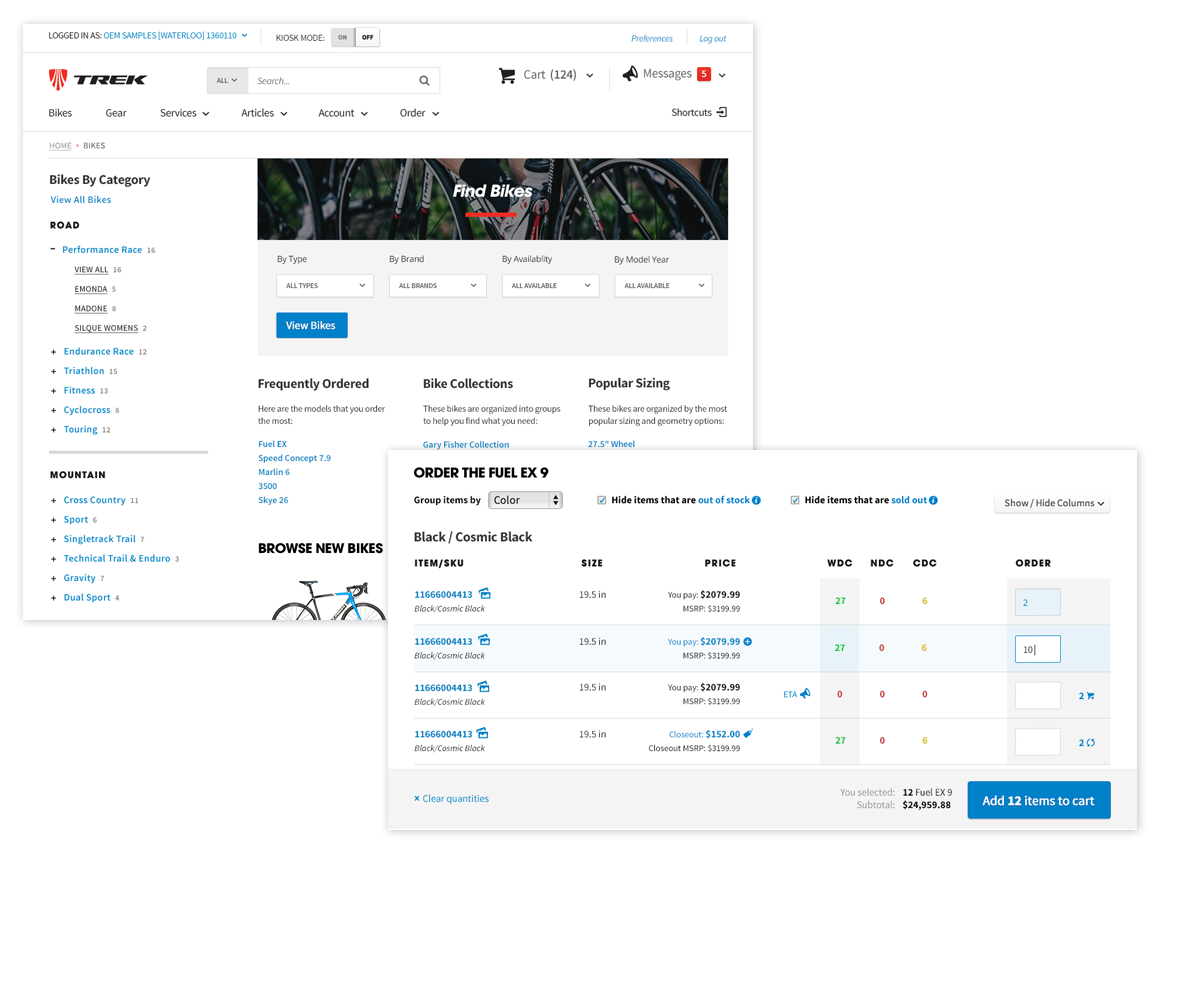 LOGGED IN AS: OEM SAMPLES [WATERLOO] 1360110
KIOSK MODE: ON OFF
Preferences
Log out
TREK
ALL
Search...
Cart (124)
Messages 5
Bikes
Gear
Services
Articles
Account
Order
Shortcuts
HOME • BIKES
Bikes By Category
View All Bikes
ROAD
- Performance Race 16
VIEW ALL 16
EMONDA 5
MADONE 8
SILQUE WOMENS 2
+ Endurance Race 12
+ Triathlon 15
+ Fitness 13
+ Cyclocross 8
+ Touring 12
MOUNTAIN
+ Cross Country 11
+ Sport 6
+ Singletrack Trail 7
+ Technical Trail & Enduro 3
+ Gravity 7
+ Dual Sport 4
Find Bikes
By Type
By Brand
By Availablity
By Model Year
ALL TYPES
ALL BRANDS
ALL AVAILABLE
ALL AVAILABLE
View Bikes
Frequently Ordered
Here are the models that you order
the most:
Fuel EX
Speed Concept 7.9
Marlin 6
3500
Skye 26
Bike Collections
These bikes are organized into groups
to help you find what you need:
Gary Fisher Collection
Popular Sizing
These bikes are organized by the most
popular sizing and geometry options:
27.5" Wheel
BROWSE NEW BIKES
ORDER THE FUEL EX 9
Group items by Color
Hide items that are out of stock
Hide items that are sold out
Show / Hide Columns
Black / Cosmic Black
ITEM/SKU SIZE PRICE WDC NDC CDC ORDER
11666004413 19.5 in You pay: $2079.99 27 0 6 2
Black/Cosmic Black MSRP: $3199.99
11666004413 19.5 in You pay: $2079.99 27 0 6 10
Black/Cosmic Black MSRP: $3199.99
11666004413 19.5 in You pay: $2079.99 ETA 0 0 0 2
Black/Cosmic Black MSRP: $3199.99
11666004413 19.5 in Closeout: $152.00 27 0 6 2
Black/Cosmic Black Closeout MSRP: $3199.99
× Clear quantities
You selected: 12 Fuel EX 9
Subtotal: $24,959.88
Add 12 items to cart